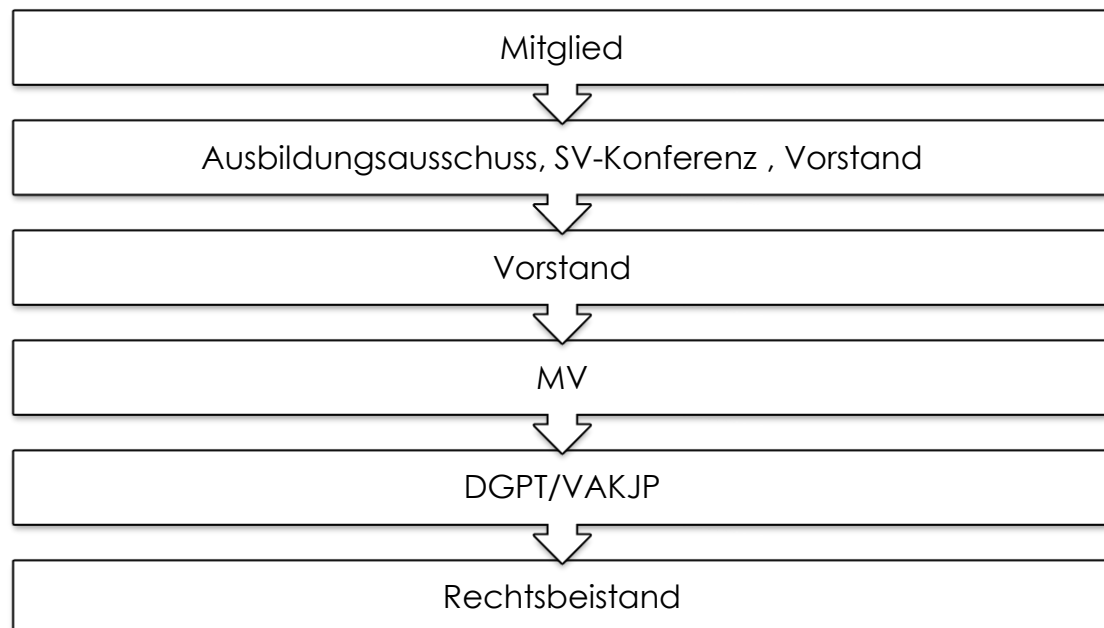 Mitglied
Ausbildungsausschuss, SV-Konferenz , Vorstand
Vorstand
MV
DGPT/VAKJP
Rechtsbeistand